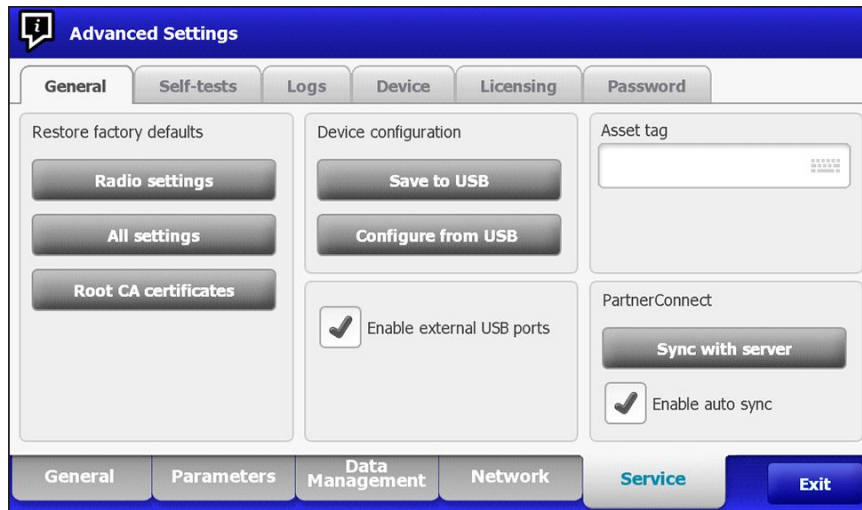 Advanced Settings
General
Self-tests
Logs
Device
Licensing
Password
Restore factory defaults
Radio settings
All settings
Root CA certificates
Device configuration
Save to USB
Configure from USB
Enable external USB ports
Asset tag
PartnerConnect
Sync with server
Enable auto sync
General
Parameters
Data
Management
Network
Service
Exit